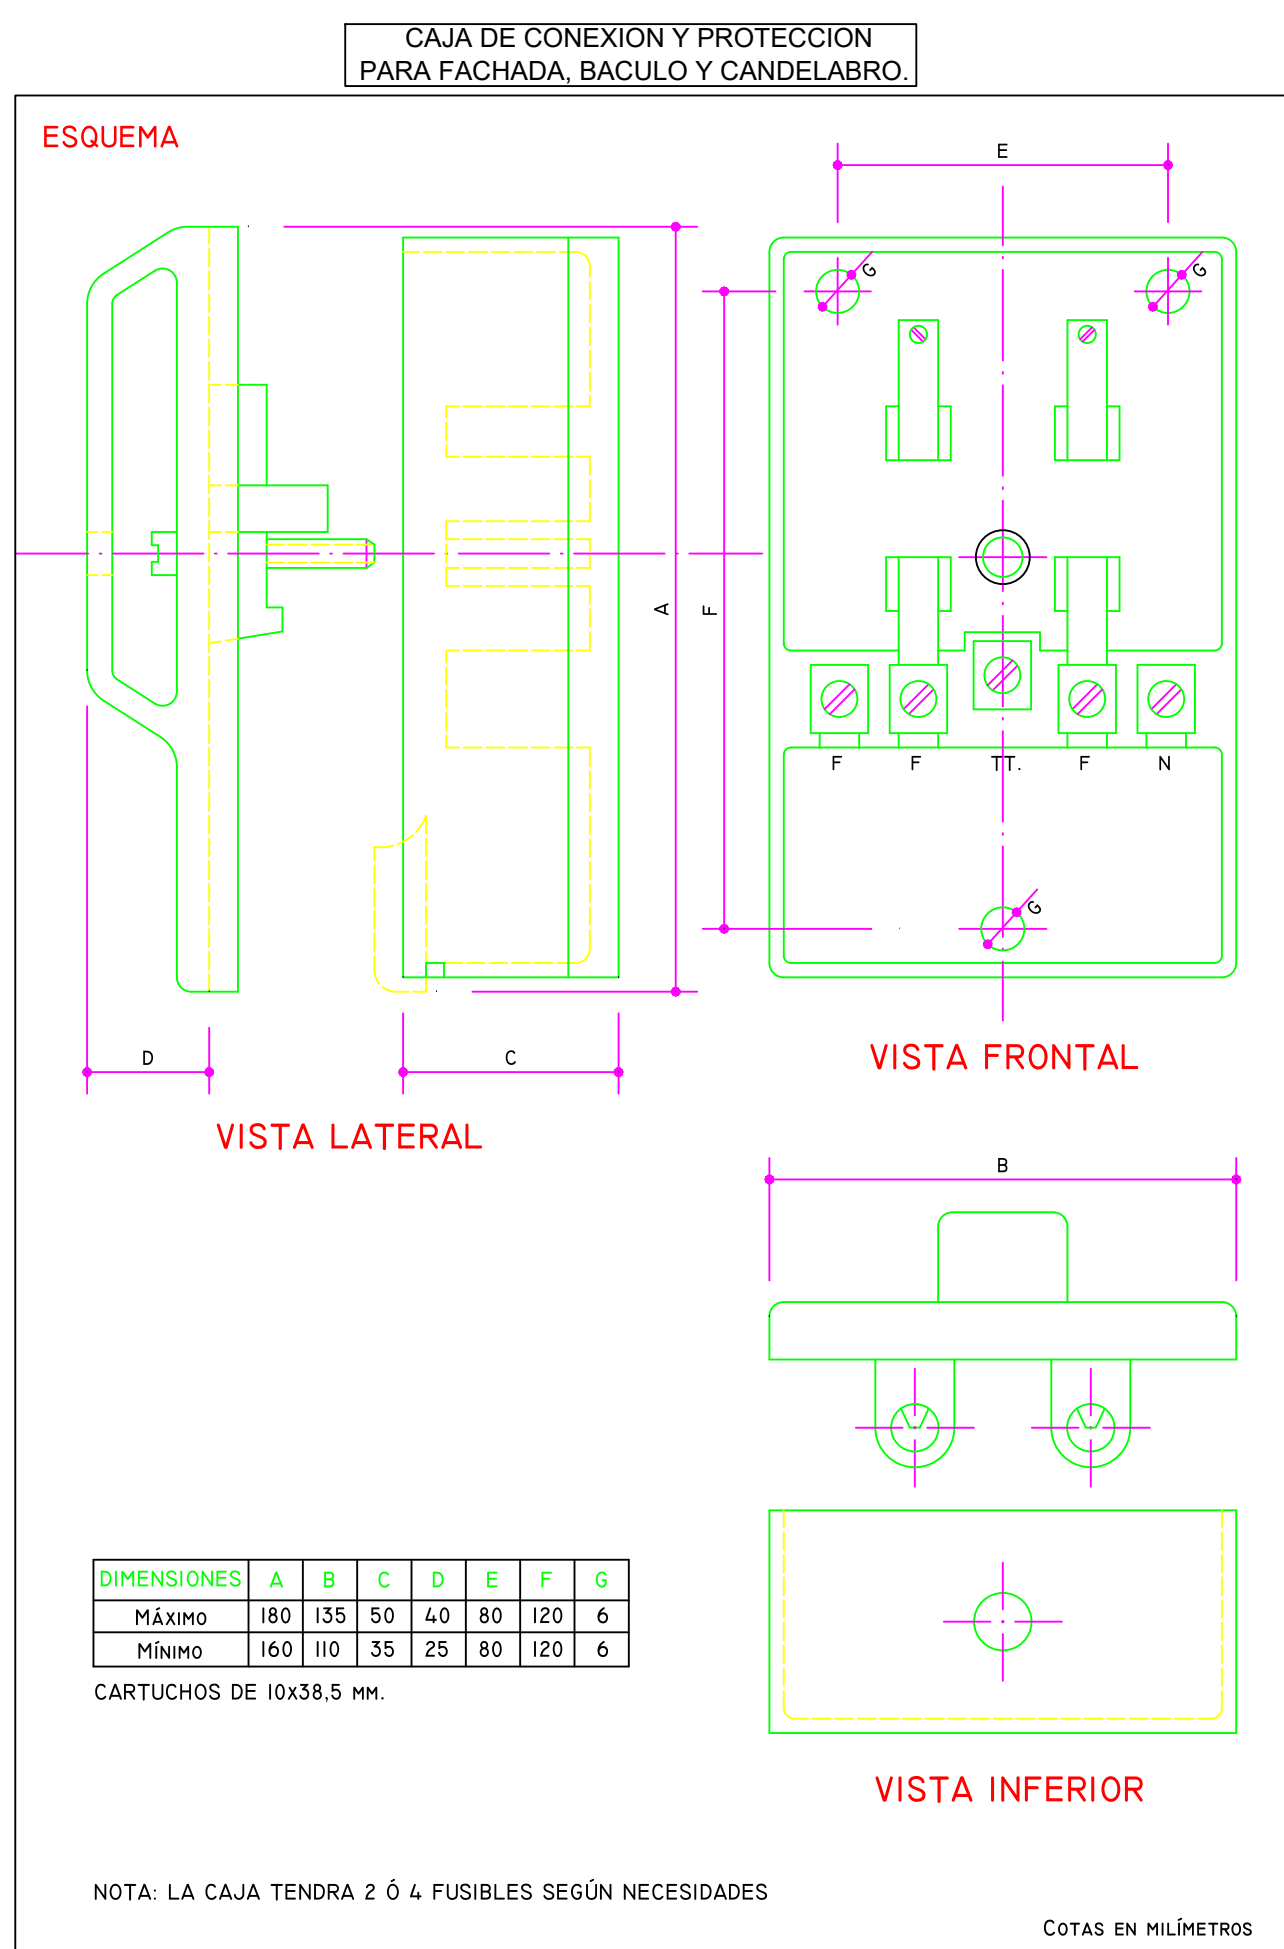 CAJA DE CONEXION Y PROTECCION
PARA FACHADA, BACULO Y CANDELABRO.
ESQUEMA
E
G
G
A
F
F F TT. F N
G
D
C
VISTA FRONTAL
VISTA LATERAL
B
DIMENSIONES A B C D E F G
MÁXIMO 180 135 50 40 80 120 6
MÍNIMO 160 110 35 25 80 120 6
CARTUCHOS DE 10X38,5 MM.
VISTA INFERIOR
NOTA: LA CAJA TENDRA 2 Ó 4 FUSIBLES SEGÚN NECESIDADES
COTAS EN MILÍMETROS